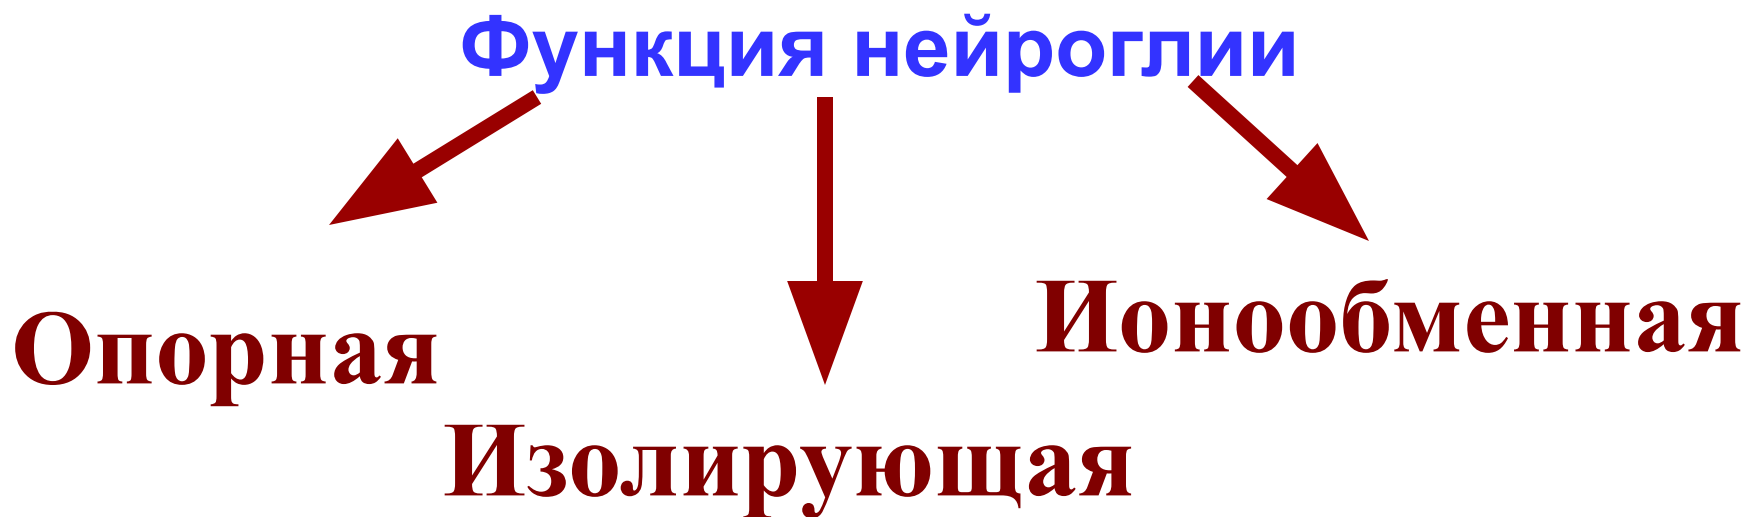 Функция нейроглии
Опорная
Изолирующая
Ионообменная